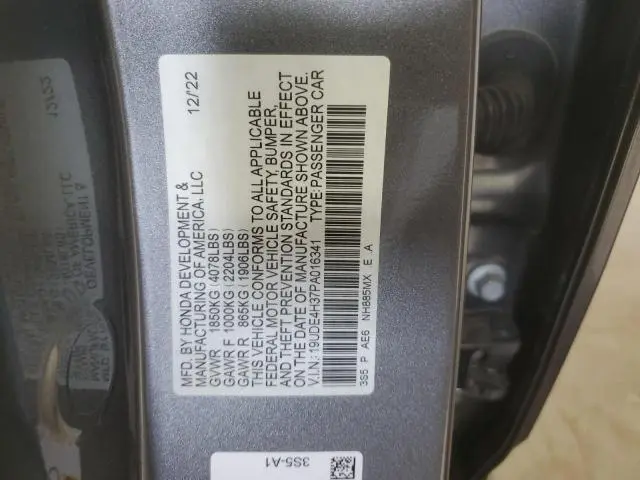 MFD. BY HONDA DEVELOPMENT & 12/22
MANUFACTURING OF AMERICA, LLC
GVWR 1850KG(4078LBS)
GAWR F 1000KG(2204LBS)
GAWR R 865KG(1906LBS)
THIS VEHICLE CONFORMS TO ALL APPLICABLE
FEDERAL MOTOR VEHICLE SAFETY, BUMPER,
AND THEFT PREVENTION STANDARDS IN EFFECT
ON THE DATE OF MANUFACTURE SHOWN ABOVE.
V.I.N.:19UDE4H37PA016341 TYPE:PASSENGER CAR
3S5 P AE6 NH885MX E A
3S5-A1